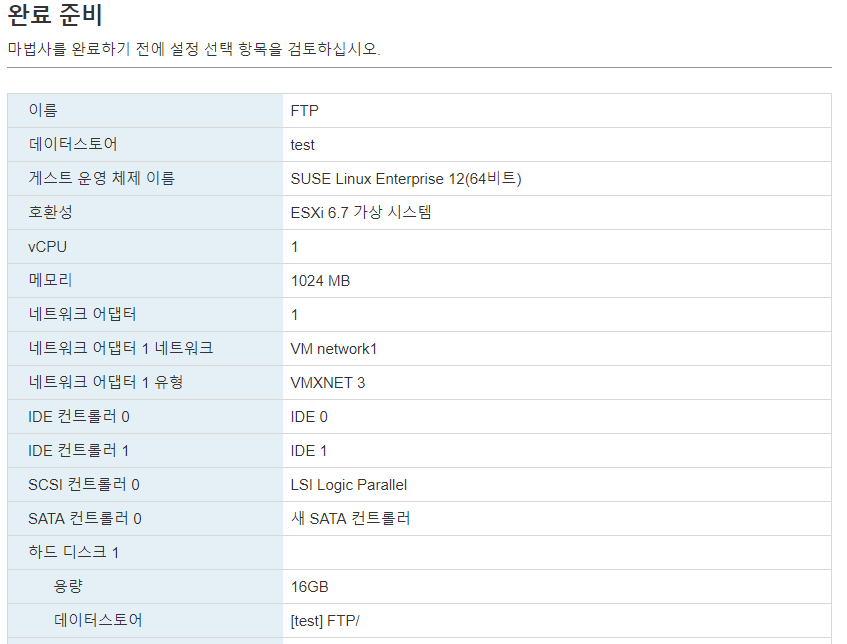 완료 준비
마법사를 완료하기 전에 설정 선택 항목을 검토하십시오.
이름 FTP
데이터스토어 test
게스트 운영 체제 이름 SUSE Linux Enterprise 12(64비트)
호환성 ESXi 6.7 가상 시스템
vCPU 1
메모리 1024 MB
네트워크 어댑터 1
네트워크 어댑터 1 네트워크 VM network1
네트워크 어댑터 1 유형 VMXNET 3
IDE 컨트롤러 0 IDE 0
IDE 컨트롤러 1 IDE 1
SCSI 컨트롤러 0 LSI Logic Parallel
SATA 컨트롤러 0 새 SATA 컨트롤러
하드 디스크 1
용량 16GB
데이터스토어 [test] FTP/